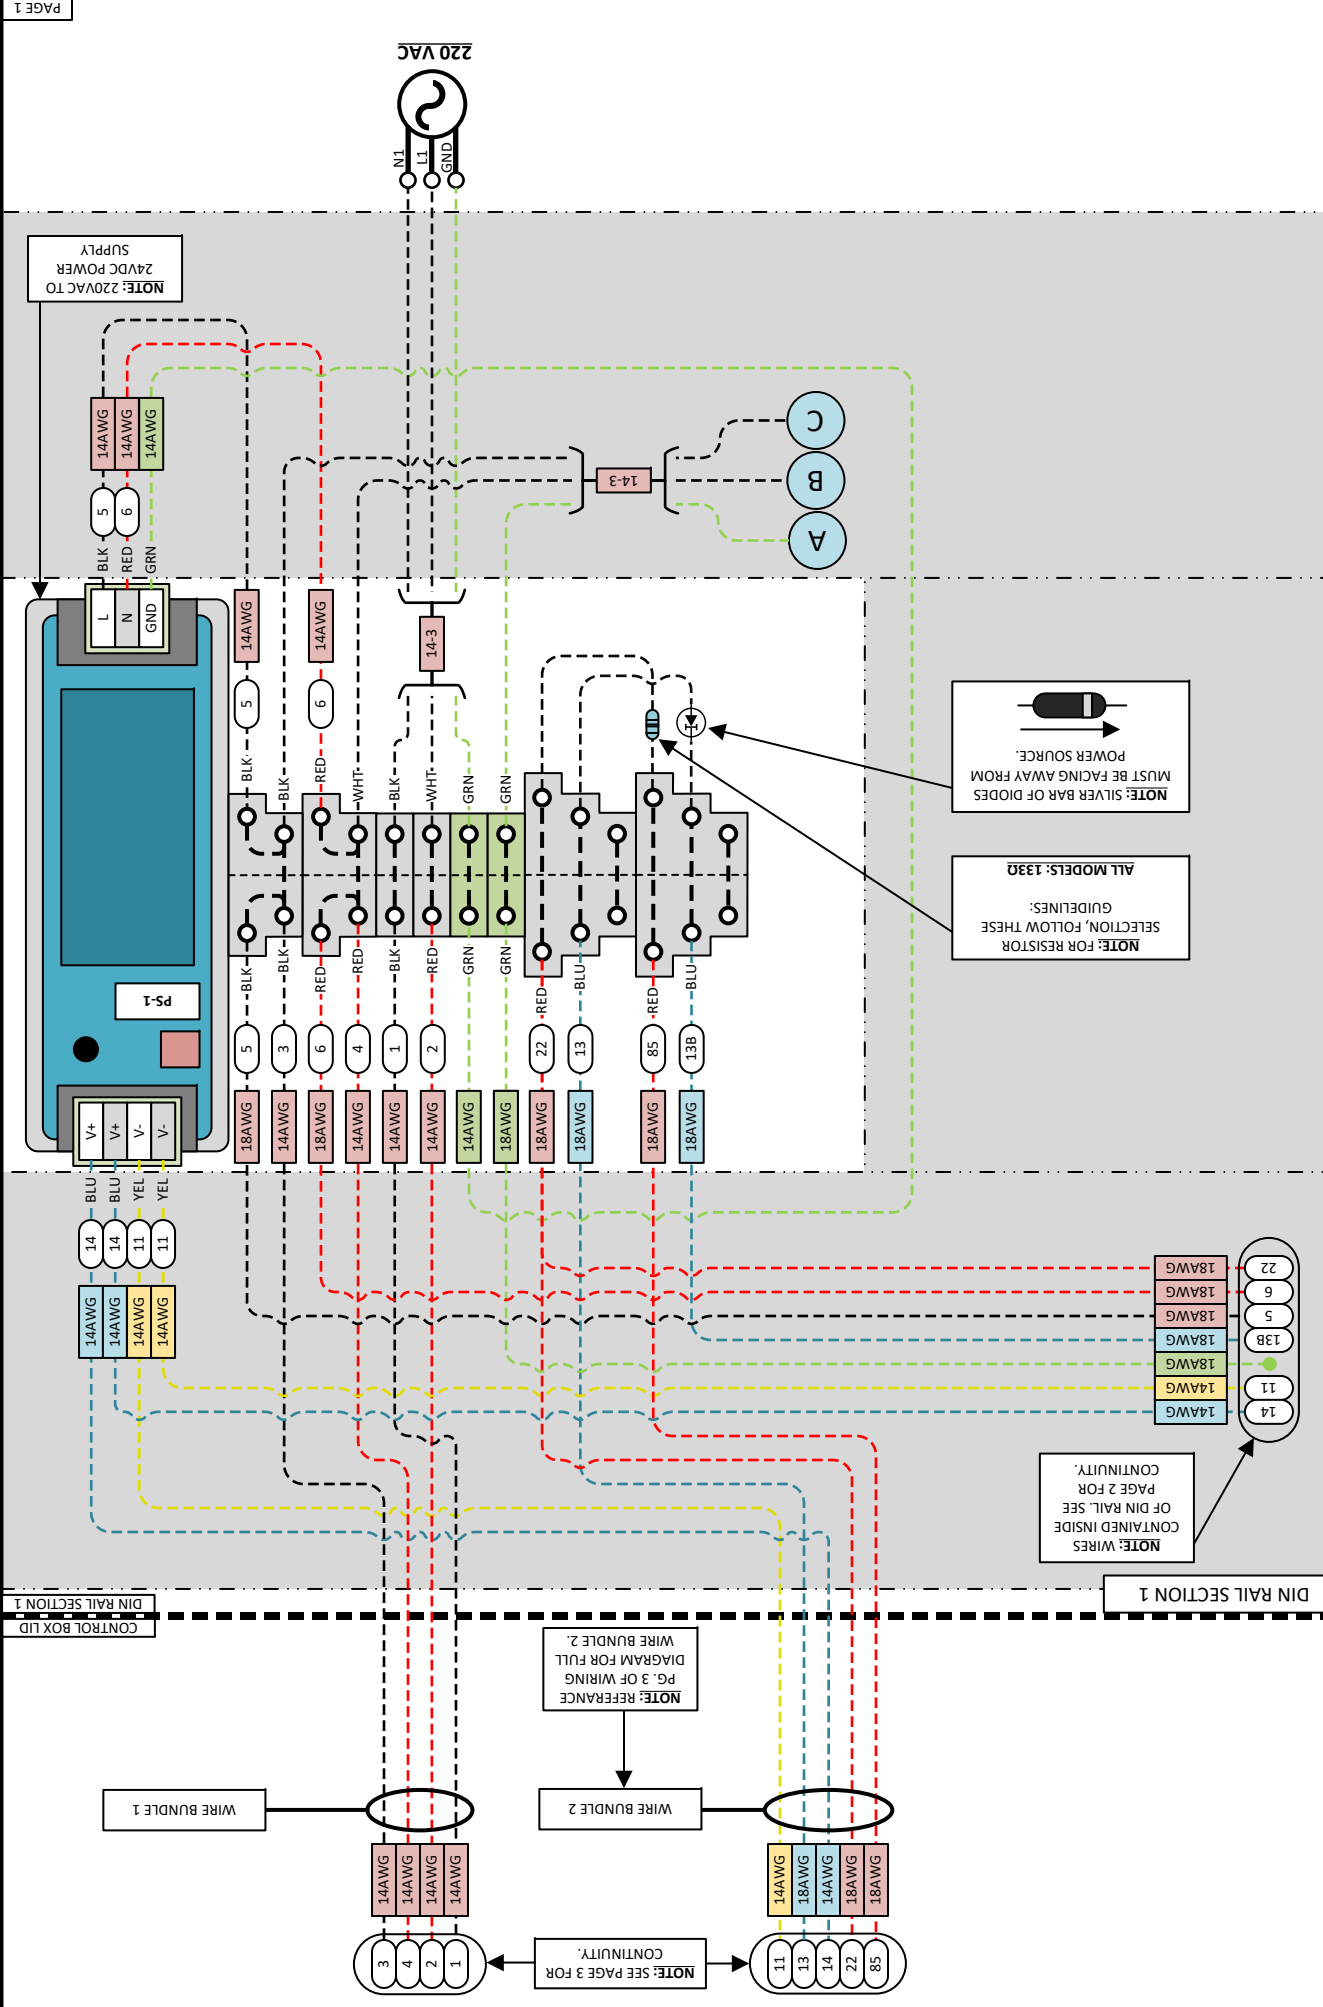 PAGE 1
220 VAC
N1
L1
GND
NOTE: 220VAC TO
24VDC POWER
SUPPLY
14AWG
14AWG
14AWG
5
6
BLK
RED
GRN
L
N
GND
C
B
A
14-3
14-3
14AWG
14AWG
5
6
BLK
BLK
RED
WHT
BLK
WHT
GRN
GRN
NOTE: SILVER BAR OF DIODES
MUST BE FACING AWAY FROM
POWER SOURCE.
NOTE: FOR RESISTOR
SELECTION, FOLLOW THESE
GUIDELINES:
ALL MODELS: 133Ω
PS-1
BLK
BLK
RED
RED
BLK
RED
GRN
GRN
RED
BLU
RED
BLU
5
3
6
4
1
2
22
13
85
13B
18AWG
14AWG
18AWG
14AWG
14AWG
14AWG
14AWG
18AWG
18AWG
18AWG
18AWG
18AWG
V+
V+
V-
V-
BLU
BLU
YEL
YEL
14
14
11
11
14AWG
14AWG
14AWG
14AWG
18AWG
22
18AWG
6
18AWG
5
18AWG
13B
18AWG
14AWG
11
14AWG
14
NOTE: WIRES
CONTAINED INSIDE
OF DIN RAIL. SEE
PAGE 2 FOR
CONTINUITY.
DIN RAIL SECTION 1
DIN RAIL SECTION 1
CONTROL BOX LID
NOTE: REFERANCE
PG. 3 OF WIRING
DIAGRAM FOR FULL
WIRE BUNDLE 2.
WIRE BUNDLE 1
WIRE BUNDLE 2
14AWG
14AWG
14AWG
14AWG
14AWG
18AWG
14AWG
18AWG
18AWG
3
4
2
1
NOTE: SEE PAGE 3 FOR
CONTINUITY.
11
13
14
22
85